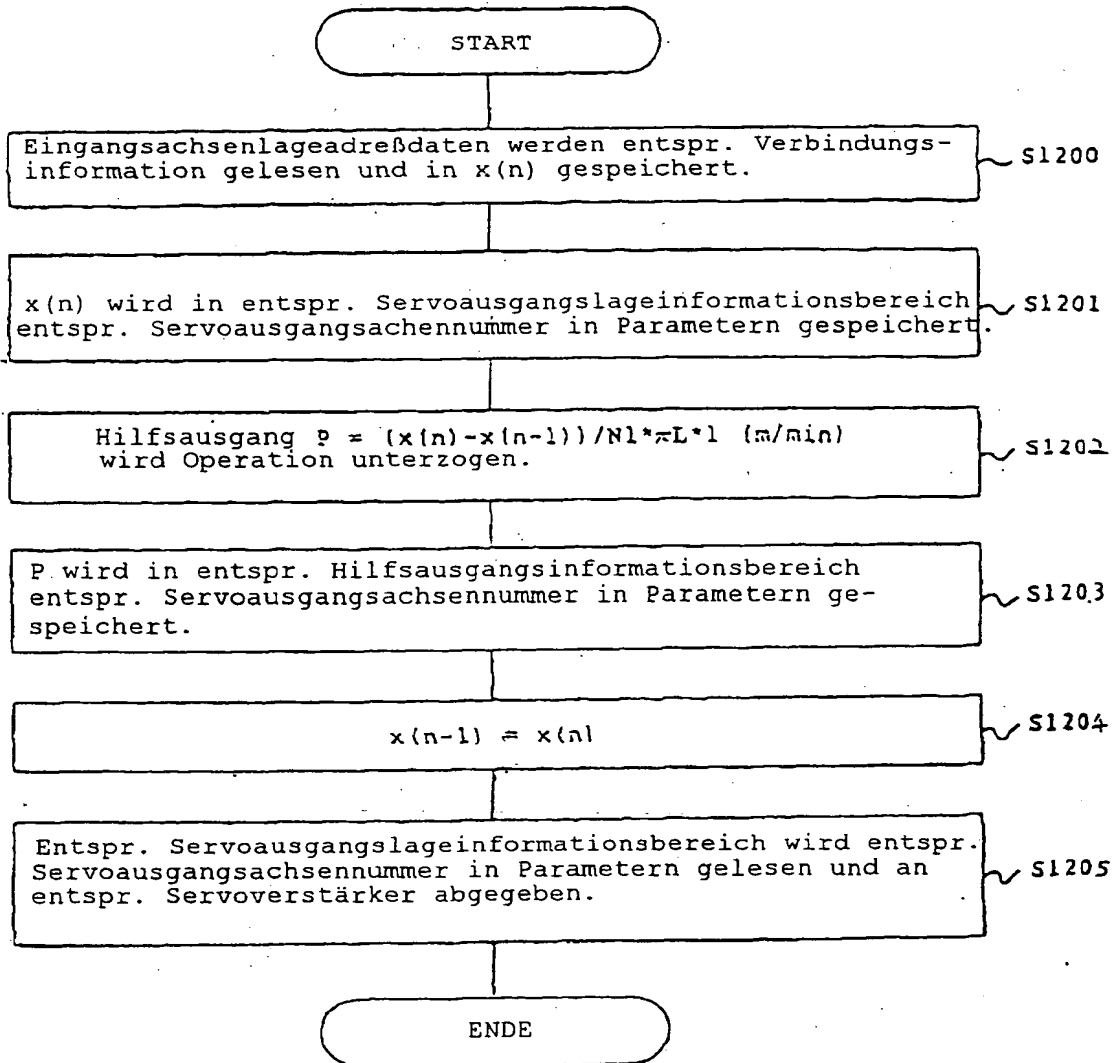 START
Eingangsachsenlageadreßdaten werden entspr. Verbindungs-
information gelesen und in x(n) gespeichert.
S1200
x(n) wird in entspr. Servoausgangslageinformationsbereich
entspr. Servoausgangsachennummer in Parametern gespeichert.
S1201
Hilfsausgang P = (x(n)-x(n-1))/N1*πL*1 (m/min)
wird Operation unterzogen.
S1202
P wird in entspr. Hilfsausgangsinformationsbereich
entspr. Servoausgangsachsennummer in Parametern ge-
speichert.
S1203
x(n-1) = x(n)
S1204
Entspr. Servoausgangslageinformationsbereich wird entspr.
Servoausgangsachsennummer in Parametern gelesen und an
entspr. Servoverstärker abgegeben.
S1205
ENDE